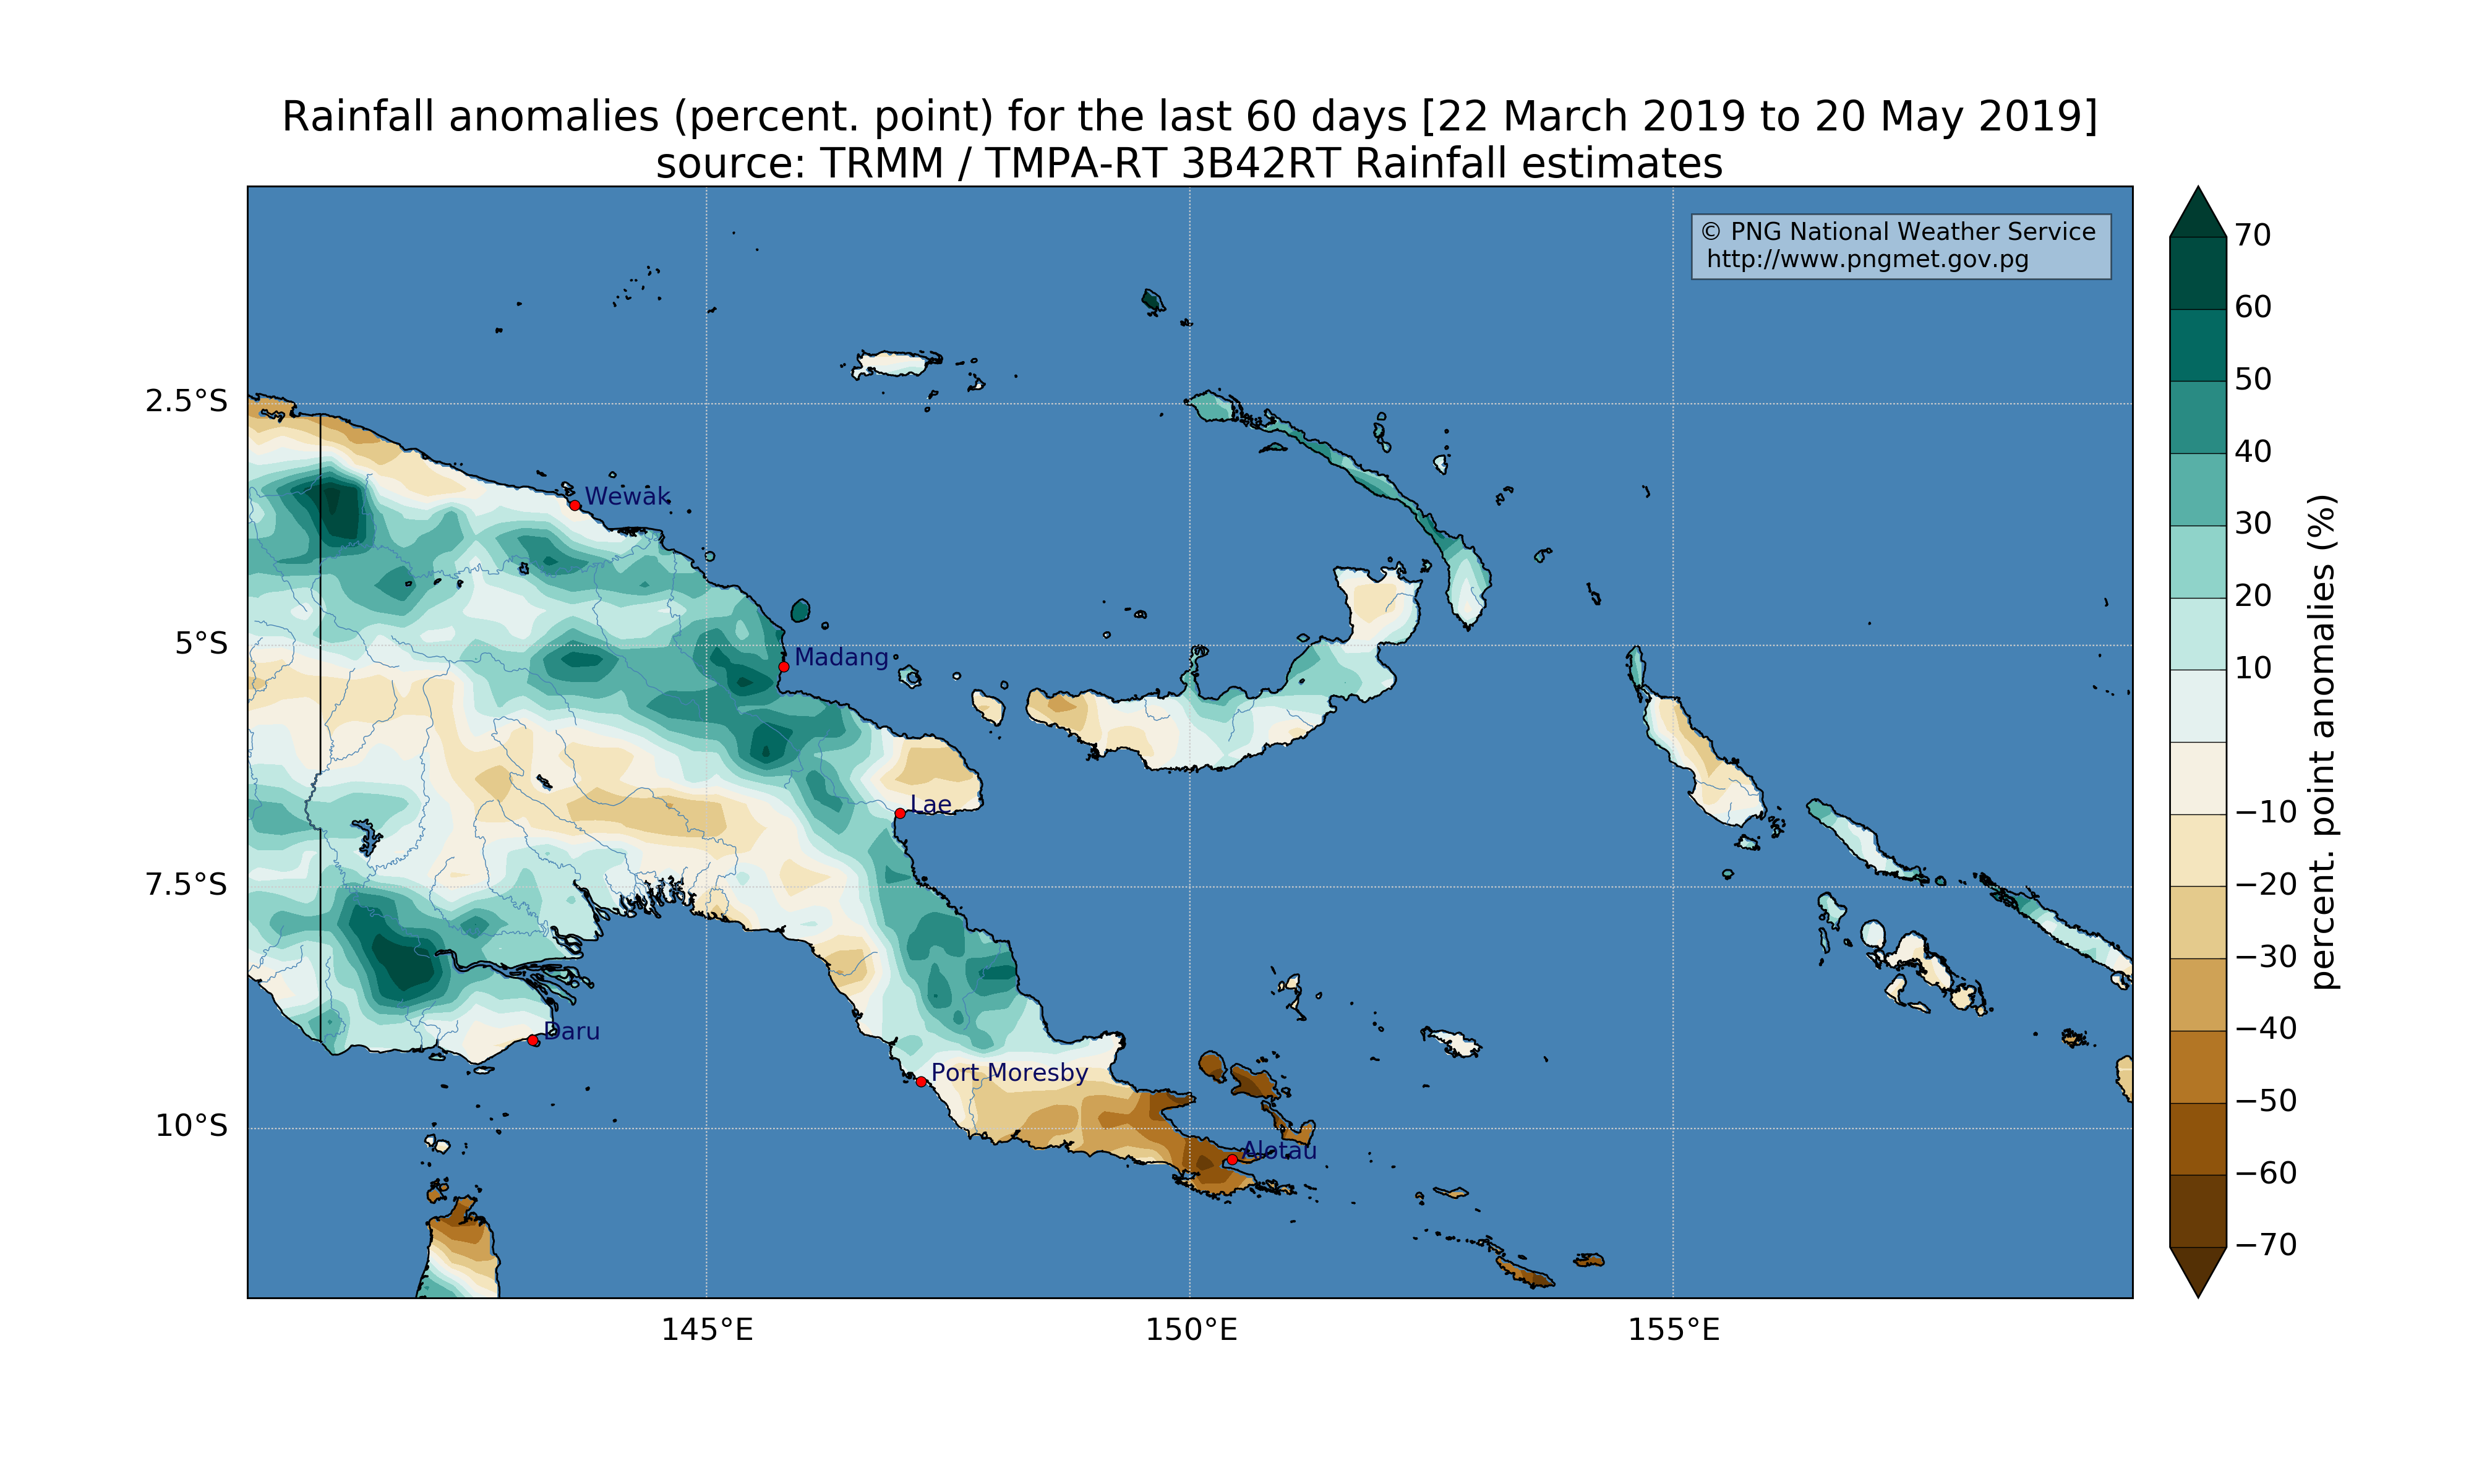 Rainfall anomalies (percent. point) for the last 60 days [22 March 2019 to 20 May 2019]
source: TRMM / TMPA-RT 3B42RT Rainfall estimates
© PNG National Weather Service
http://www.pngmet.gov.pg
2.5°S
5°S
7.5°S
10°S
Wewak
Madang
Lae
Daru
Port Moresby
Alotau
145°E
150°E
155°E
70
60
50
40
30
20
10
−10
−20
−30
−40
−50
−60
−70
percent. point anomalies (%)